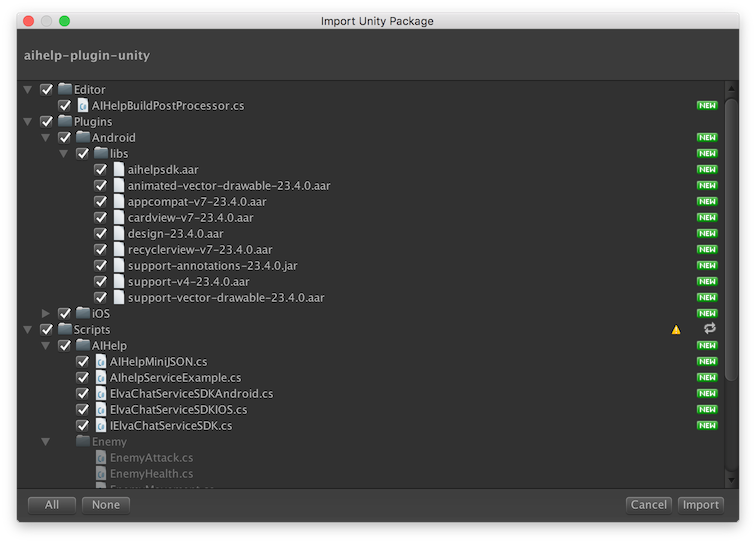 Import Unity Package
aihelp-plugin-unity
Editor
AIHelpBuildPostProcessor.cs NEW
Plugins
Android NEW
libs NEW
aihelpsdk.aar NEW
animated-vector-drawable-23.4.0.aar NEW
appcompat-v7-23.4.0.aar NEW
cardview-v7-23.4.0.aar NEW
design-23.4.0.aar NEW
recyclerview-v7-23.4.0.aar NEW
support-annotations-23.4.0.jar NEW
support-v4-23.4.0.aar NEW
support-vector-drawable-23.4.0.aar NEW
iOS NEW
Scripts
AIHelp NEW
AIHelpMiniJSON.cs NEW
AIhelpServiceExample.cs NEW
ElvaChatServiceSDKAndroid.cs NEW
ElvaChatServiceSDKIOS.cs NEW
IElvaChatServiceSDK.cs NEW
Enemy
EnemyAttack.cs
EnemyHealth.cs
All None Cancel Import